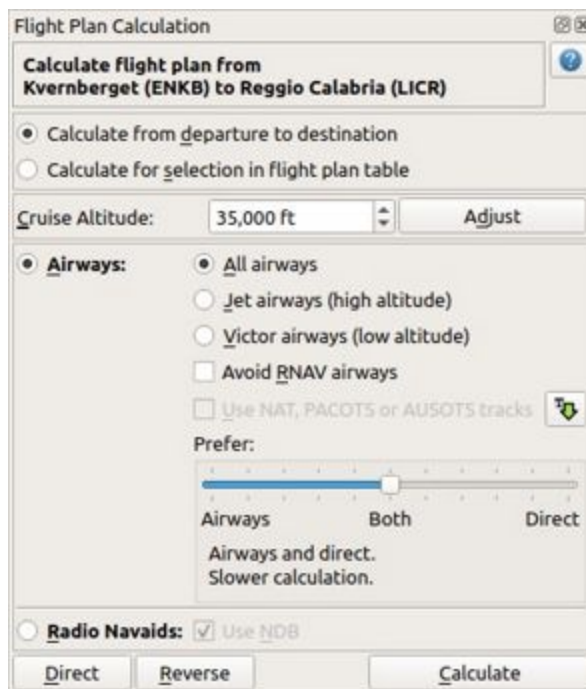 Flight Plan Calculation
Calculate flight plan from
Kvernberget (ENKB) to Reggio Calabria (LICR)
?
Calculate from departure to destination
Calculate for selection in flight plan table
Cruise Altitude: 35,000 ft Adjust
Airways: All airways
Jet airways (high altitude)
Victor airways (low altitude)
Avoid RNAV airways
Use NAT, PACOTS or AUSOTS tracks
Prefer:
Airways Both Direct
Airways and direct.
Slower calculation.
Radio Navaids: Use NDB
Direct Reverse Calculate